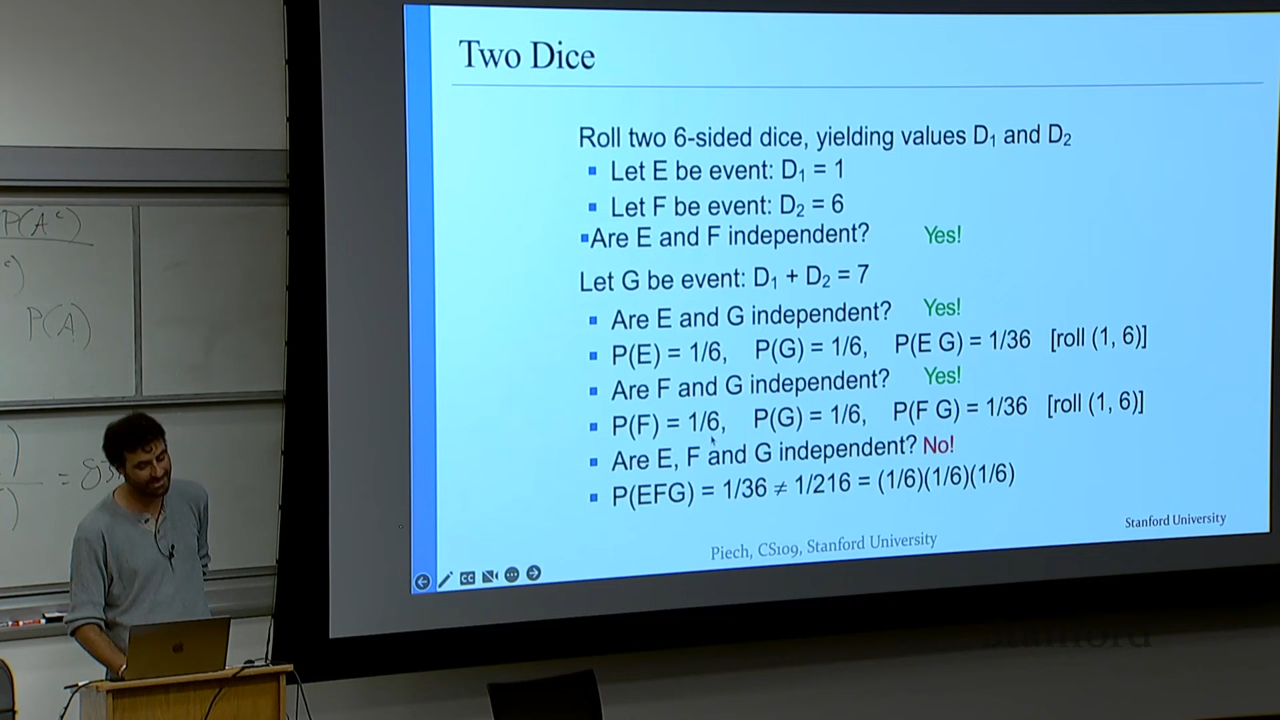 P(Aᶜ)
P(A)
= 83
Two Dice
Roll two 6-sided dice, yielding values D₁ and D₂
▪ Let E be event: D₁ = 1
▪ Let F be event: D₂ = 6
▪Are E and F independent? Yes!
Let G be event: D₁ + D₂ = 7
▪ Are E and G independent? Yes!
▪ P(E) = 1/6, P(G) = 1/6, P(E G) = 1/36 [roll (1, 6)]
▪ Are F and G independent? Yes!
▪ P(F) = 1/6, P(G) = 1/6, P(F G) = 1/36 [roll (1, 6)]
▪ Are E, F and G independent? No!
▪ P(EFG) = 1/36 ≠ 1/216 = (1/6)(1/6)(1/6)
Stanford University
Piech, CS109, Stanford University
CC